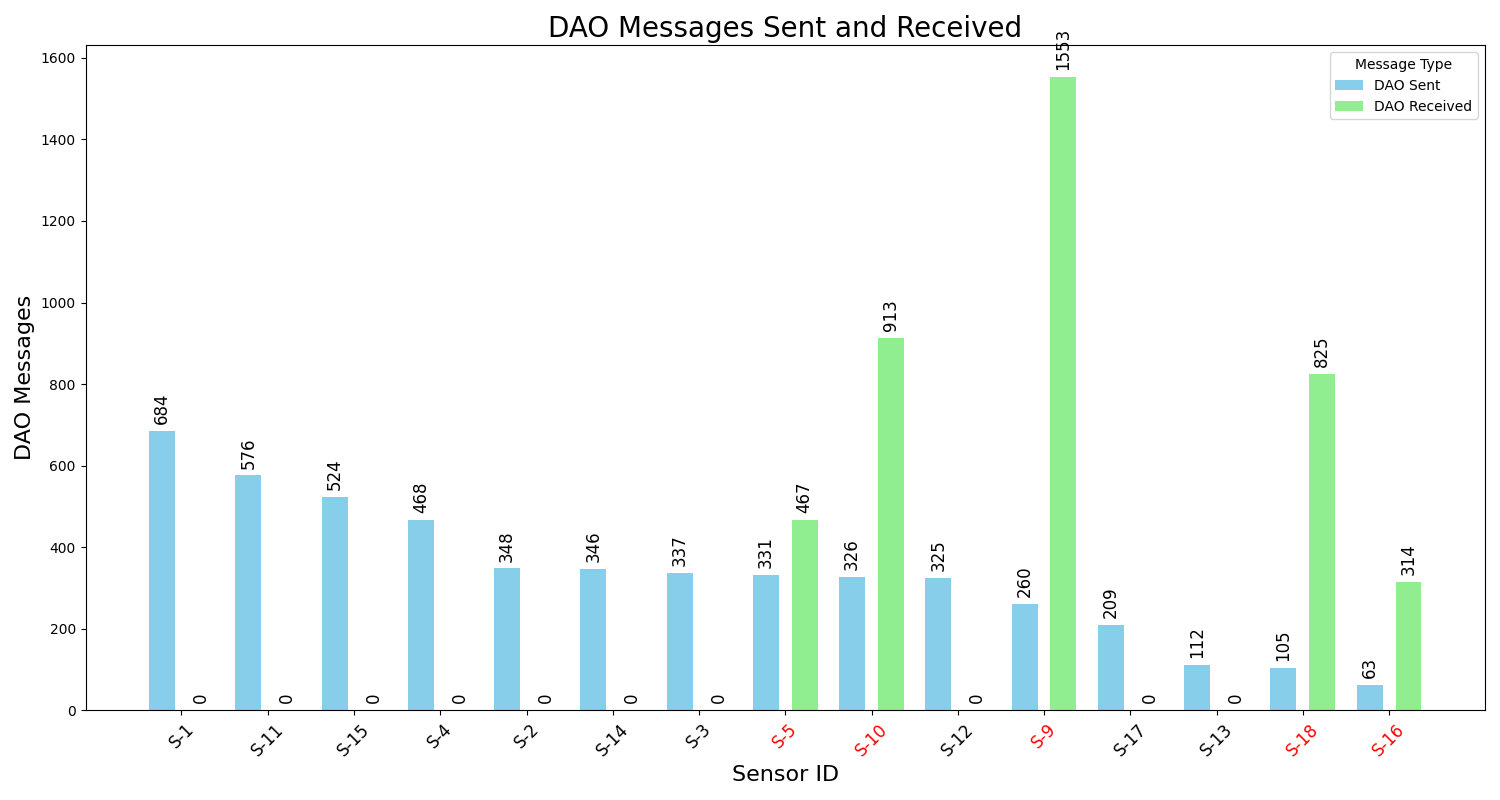 DAO Messages Sent and Received
Message Type
DAO Sent
DAO Received
DAO Messages
1600
1400
1200
1000
800
600
400
200
0
684
0
576
0
524
0
468
0
348
0
346
0
337
0
331
467
326
913
325
0
260
1553
209
0
112
0
105
825
63
314
S-1
S-11
S-15
S-4
S-2
S-14
S-3
S-5
S-10
S-12
S-9
S-17
S-13
S-18
S-16
Sensor ID